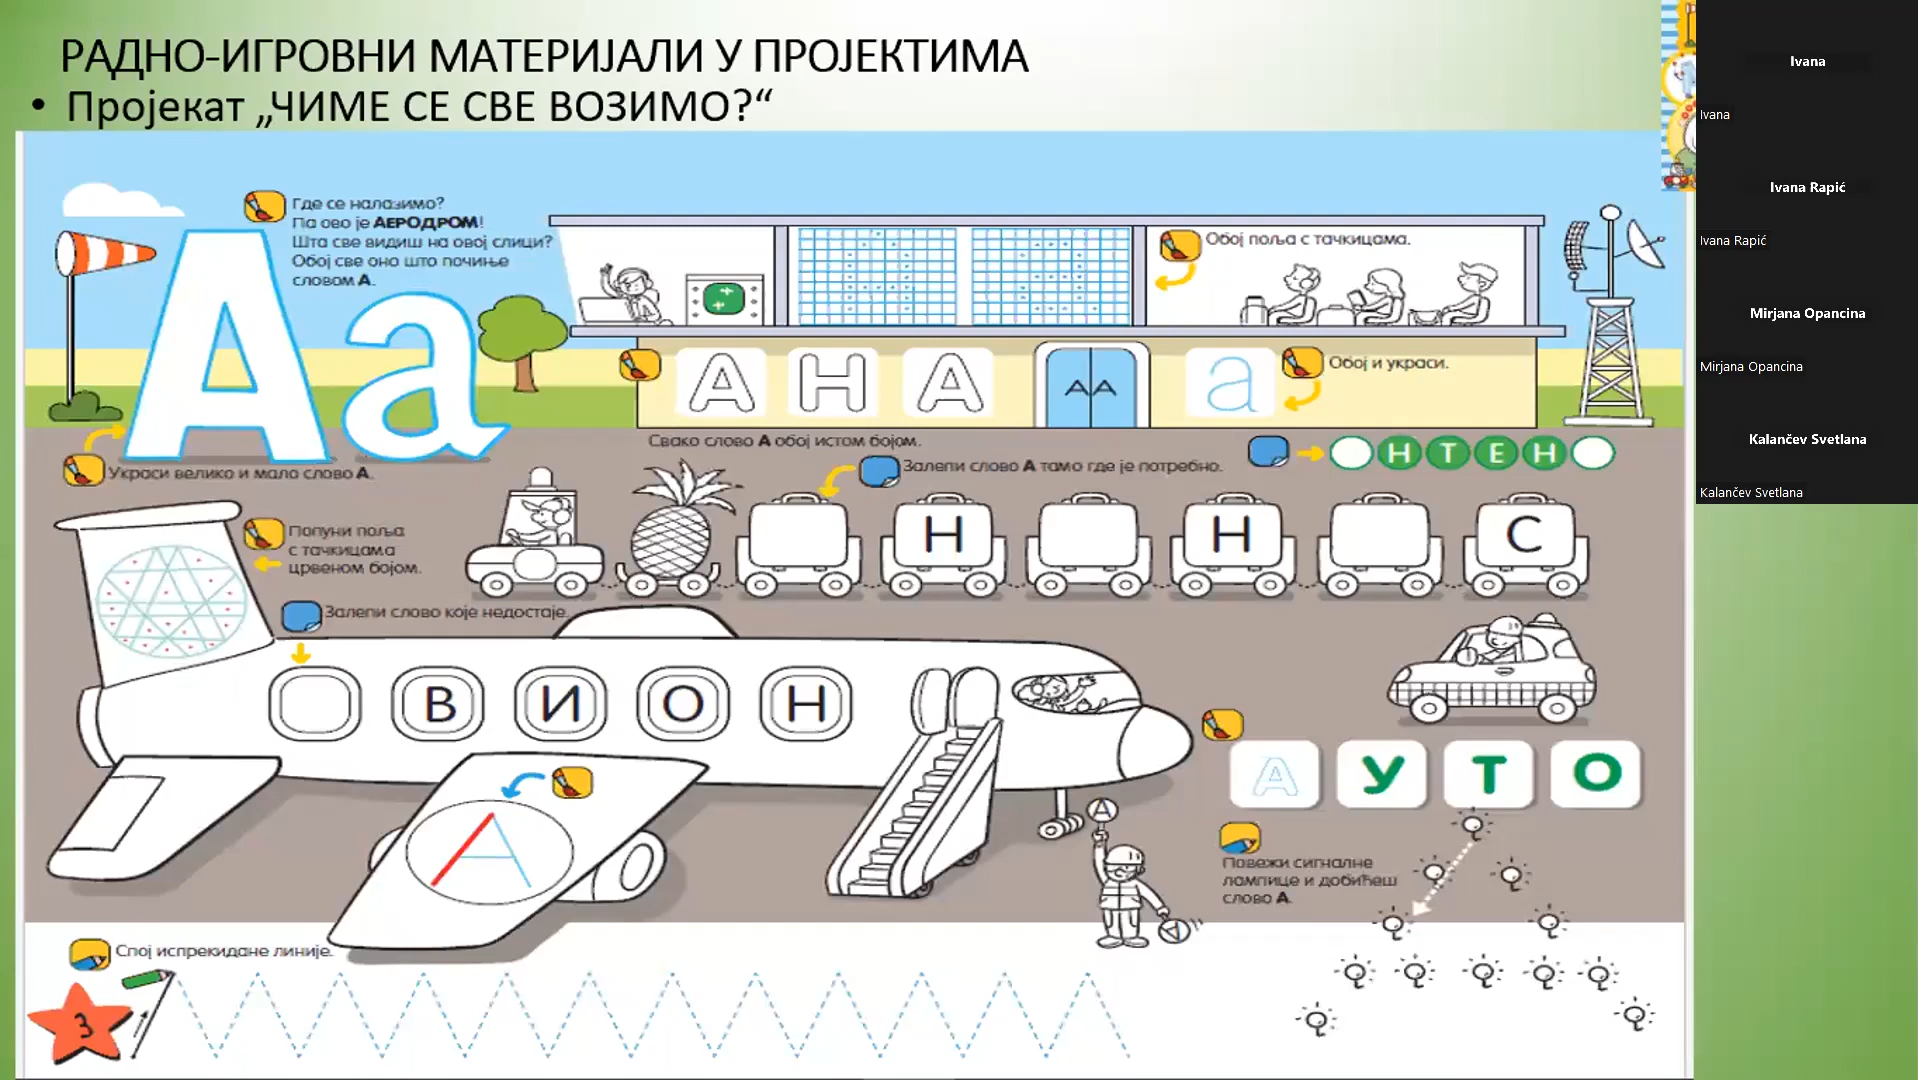 РАДНО-ИГРОВНИ МАТЕРИЈАЛИ У ПРОЈЕКТИМА
• Пројекат „ЧИМЕ СЕ СВЕ ВОЗИМО?“
Где се налазимо?
Па ово је АЕРОДРОМ!
Шта све видиш на овој слици?
Обој све оно што почиње
словом А.
Аа
Обој поља с тачкицама.
А Н А
АА
а
Обој и украси.
Украси велико и мало слово А.
Свако слово А обој истом бојом.
Залепи слово А тамо где је потребно.
Н Т Е Н
Н Н С
Попуни поља
с тачкицама
црвеном бојом.
Залепи слово које недостаје.
В И О Н
А У Т О
А
А
А
Повежи сигналне
лампице и добићеш
слово А.
Спој испрекидане линије.
3
Ivana
Ivana
Ivana Rapić
Ivana Rapić
Mirjana Opancina
Mirjana Opancina
Kalančev Svetlana
Kalančev Svetlana